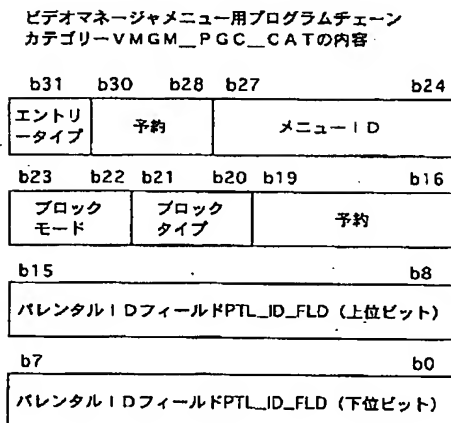 ビデオマネージャメニュー用プログラムチェーン
カテゴリーVMGM__PGC__CATの内容
b31 b30 b28 b27 b24
エントリ
ータイプ
予約
メニューID
b23 b22 b21 b20 b19 b16
ブロック
モード
ブロック
タイプ
予約
b15 b8
パレンタルIDフィールドPTL_ID_FLD(上位ビット)
b7 b0
パレンタルIDフィールドPTL_ID_FLD(下位ビット)